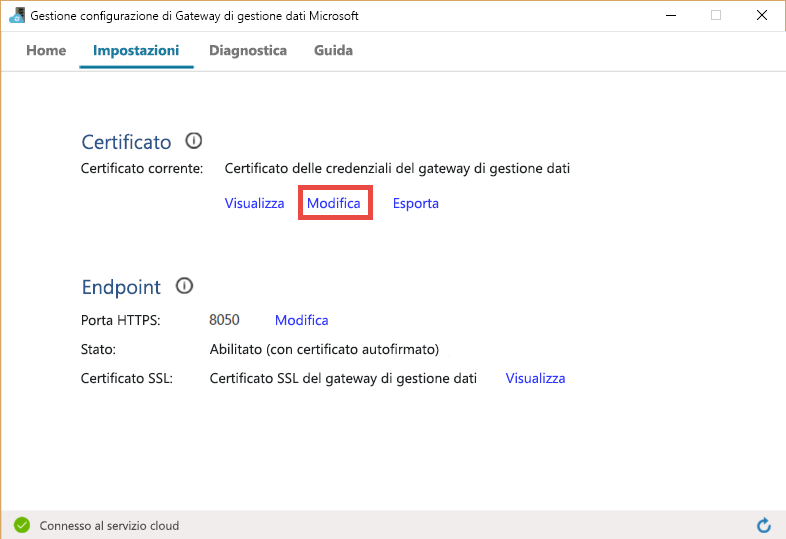 Gestione configurazione di Gateway di gestione dati Microsoft
Home Impostazioni Diagnostica Guida
Certificato
Certificato corrente: Certificato delle credenziali del gateway di gestione dati
Visualizza Modifica Esporta
Endpoint
Porta HTTPS: 8050 Modifica
Stato: Abilitato (con certificato autofirmato)
Certificato SSL: Certificato SSL del gateway di gestione dati Visualizza
Connesso al servizio cloud